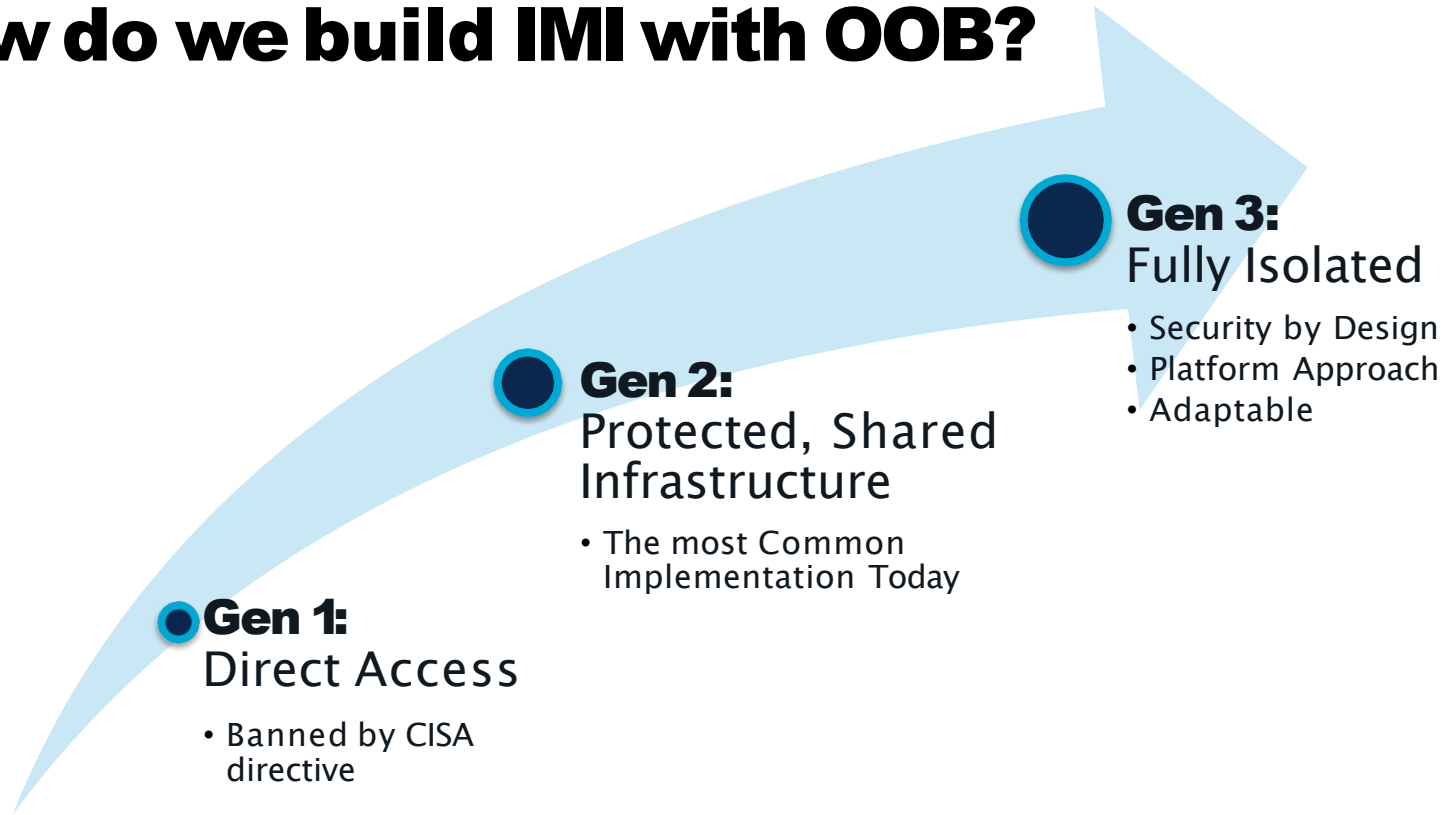 w do we build IMI with OOB?
Gen 3:
Fully Isolated
• Security by Design
• Platform Approach
• Adaptable
Gen 2:
Protected, Shared
Infrastructure
• The most Common
Implementation Today
Gen 1:
Direct Access
• Banned by CISA
directive